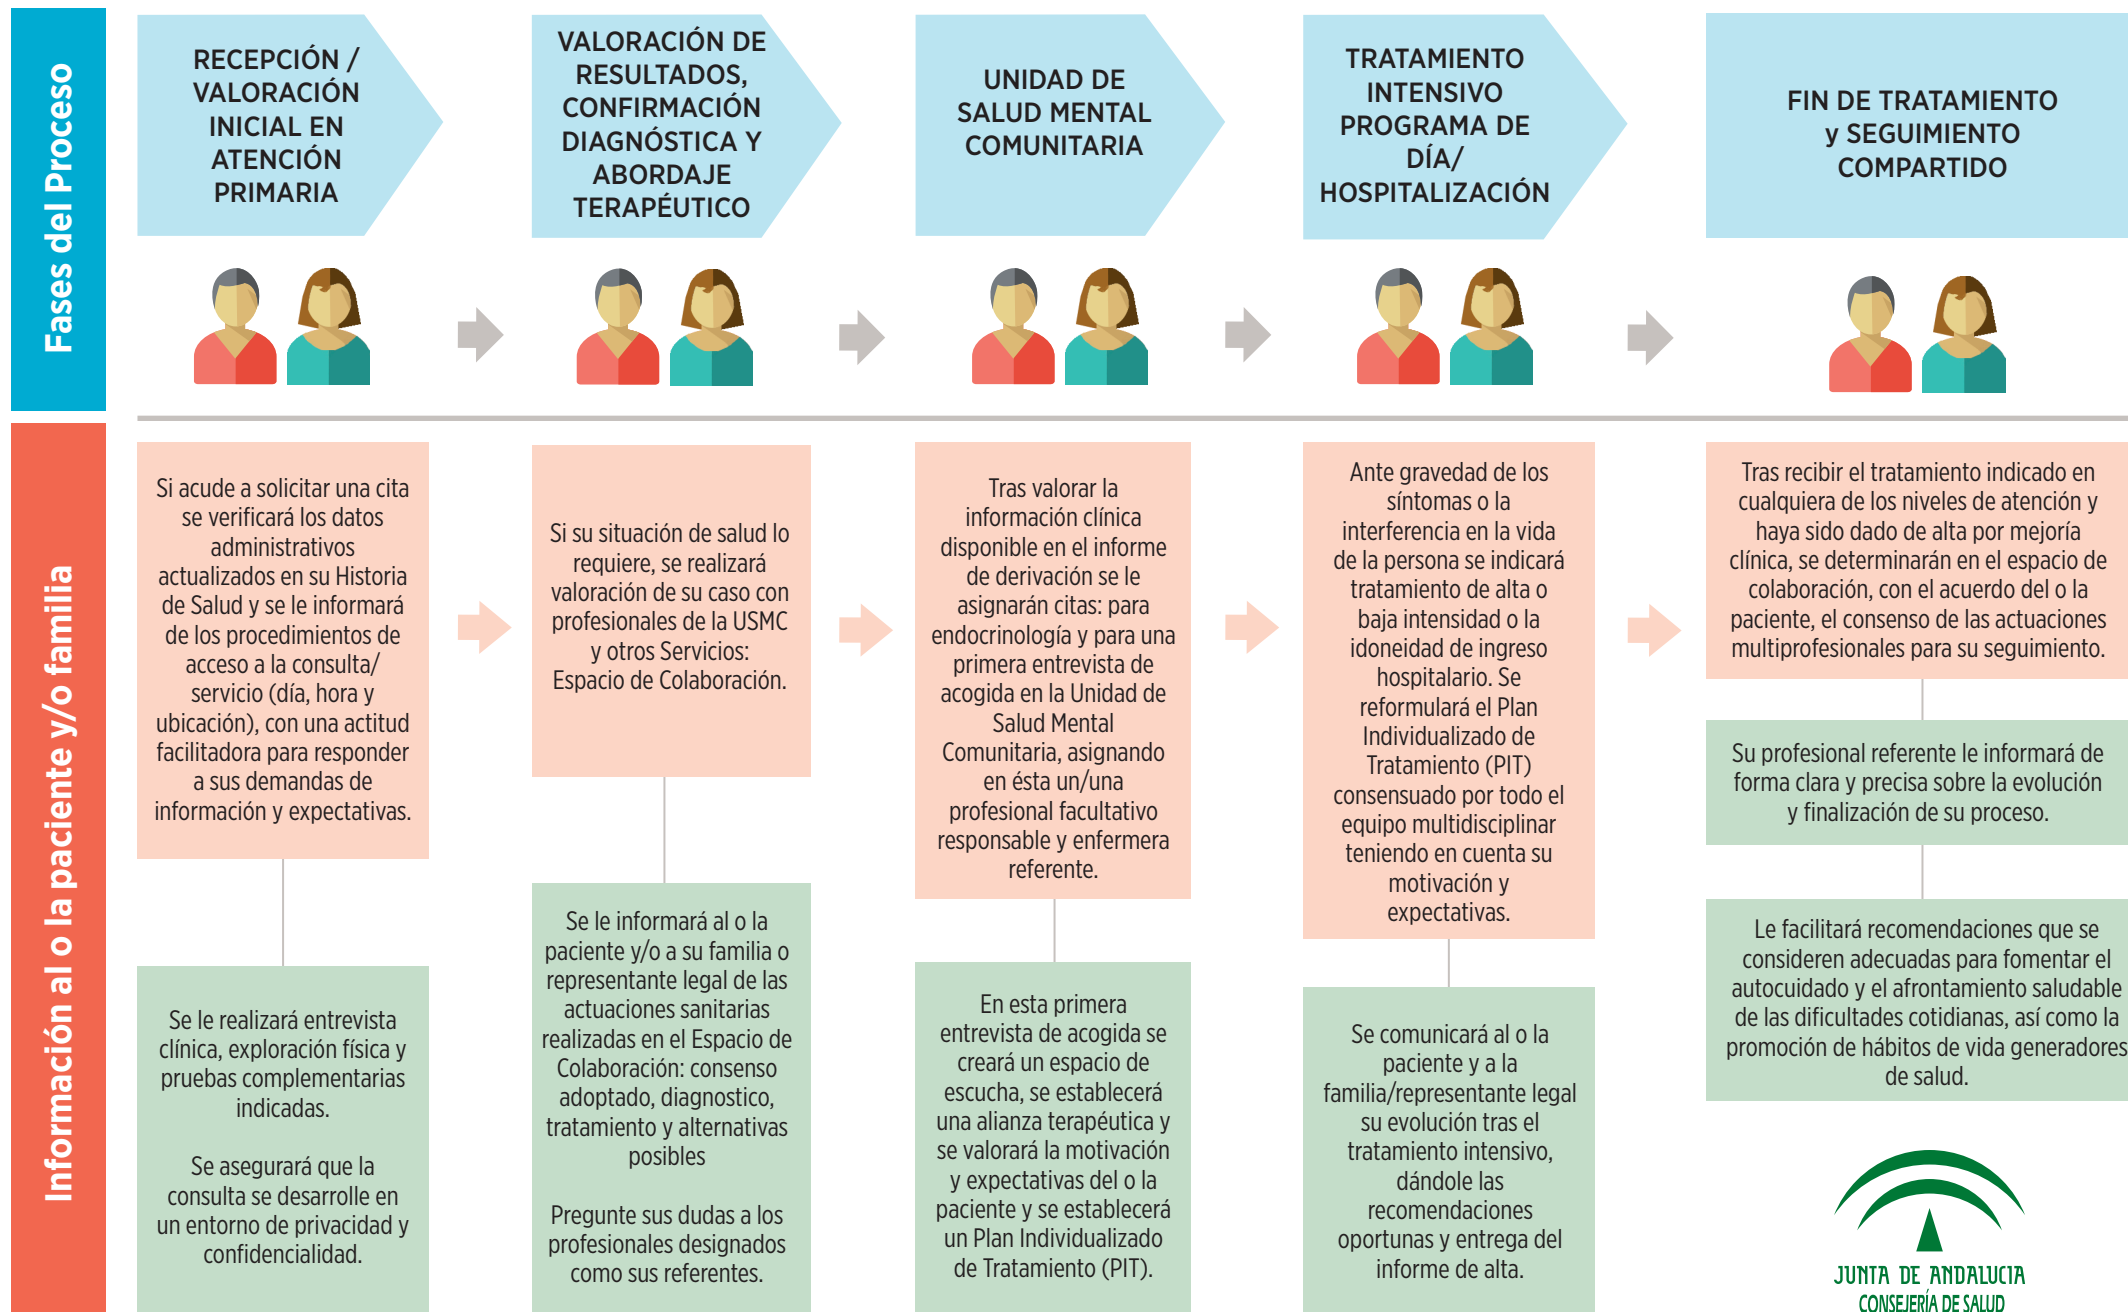 Fases del Proceso
RECEPCIÓN /
VALORACIÓN
INICIAL EN
ATENCIÓN
PRIMARIA
VALORACIÓN DE
RESULTADOS,
CONFIRMACIÓN
DIAGNÓSTICA Y
ABORDAJE
TERAPÉUTICO
UNIDAD DE
SALUD MENTAL
COMUNITARIA
TRATAMIENTO
INTENSIVO
PROGRAMA DE
DÍA/
HOSPITALIZACIÓN
FIN DE TRATAMIENTO
y SEGUIMIENTO
COMPARTIDO
Información al o la paciente y/o familia
Si acude a solicitar una cita
se verificará los datos
administrativos
actualizados en su Historia
de Salud y se le informará
de los procedimientos de
acceso a la consulta/
servicio (día, hora y
ubicación), con una actitud
facilitadora para responder
a sus demandas de
información y expectativas.
Se le realizará entrevista
clínica, exploración física y
pruebas complementarias
indicadas.
Se asegurará que la
consulta se desarrolle en
un entorno de privacidad y
confidencialidad.
Si su situación de salud lo
requiere, se realizará
valoración de su caso con
profesionales de la USMC
y otros Servicios:
Espacio de Colaboración.
Se le informará al o la
paciente y/o a su familia o
representante legal de las
actuaciones sanitarias
realizadas en el Espacio de
Colaboración: consenso
adoptado, diagnostico,
tratamiento y alternativas
posibles
Pregunte sus dudas a los
profesionales designados
como sus referentes.
Tras valorar la
información clínica
disponible en el informe
de derivación se le
asignarán citas: para
endocrinología y para una
primera entrevista de
acogida en la Unidad de
Salud Mental
Comunitaria, asignando
en ésta un/una
profesional facultativo
responsable y enfermera
referente.
En esta primera
entrevista de acogida se
creará un espacio de
escucha, se establecerá
una alianza terapéutica y
se valorará la motivación
y expectativas del o la
paciente y se establecerá
un Plan Individualizado
de Tratamiento (PIT).
Ante gravedad de los
síntomas o la
interferencia en la vida
de la persona se indicará
tratamiento de alta o
baja intensidad o la
idoneidad de ingreso
hospitalario. Se
reformulará el Plan
Individualizado de
Tratamiento (PIT)
consensuado por todo el
equipo multidisciplinar
teniendo en cuenta su
motivación y
expectativas.
Se comunicará al o la
paciente y a la
familia/representante legal
su evolución tras el
tratamiento intensivo,
dándole las
recomendaciones
oportunas y entrega del
informe de alta.
Tras recibir el tratamiento indicado en
cualquiera de los niveles de atención y
haya sido dado de alta por mejoría
clínica, se determinarán en el espacio de
colaboración, con el acuerdo del o la
paciente, el consenso de las actuaciones
multiprofesionales para su seguimiento.
Su profesional referente le informará de
forma clara y precisa sobre la evolución
y finalización de su proceso.
Le facilitará recomendaciones que se
consideren adecuadas para fomentar el
autocuidado y el afrontamiento saludable
de las dificultades cotidianas, así como la
promoción de hábitos de vida generadores
de salud.
JUNTA DE ANDALUCIA
CONSEJERÍA DE SALUD